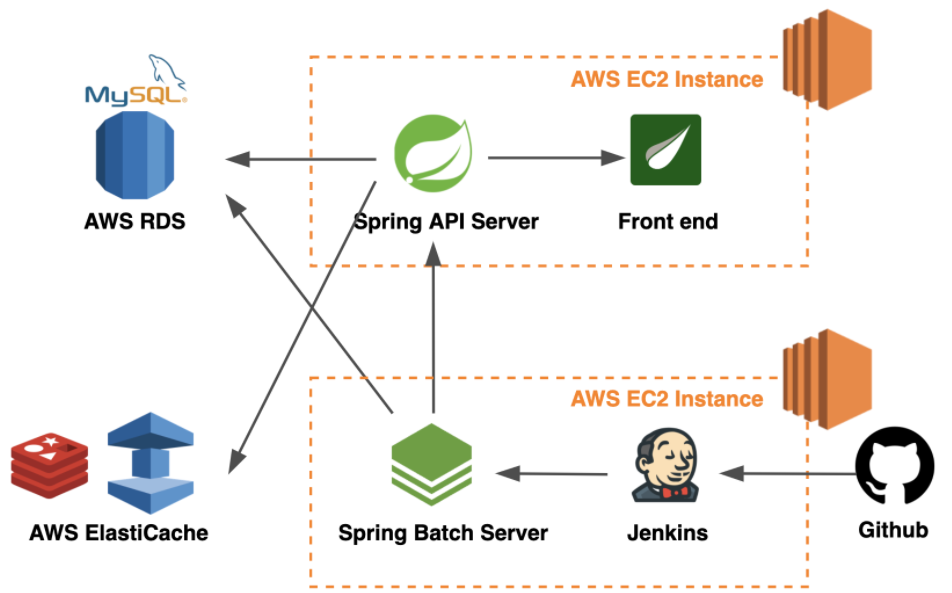 AWS EC2 Instance
MySQL®
AWS RDS
Spring API Server
Front end
AWS EC2 Instance
AWS ElastiCache
Spring Batch Server
Jenkins
Github